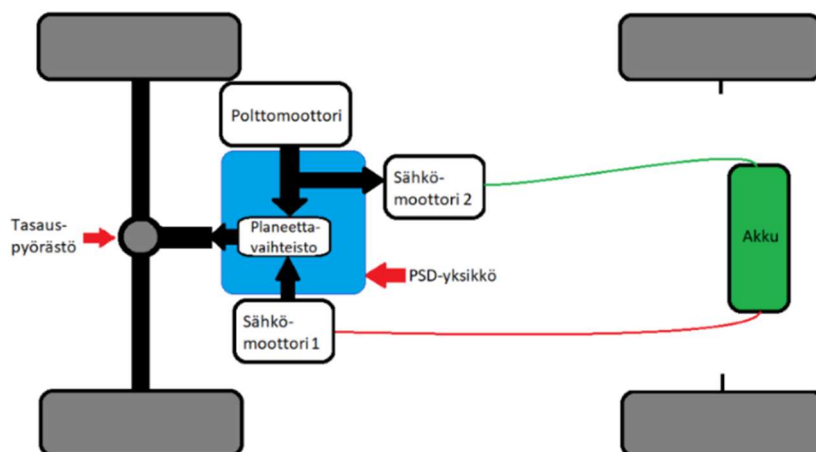 Polttomoottori
Sähkö-
moottori 2
Tasaus-
pyörästö
Planeetta-
vaihteisto
Akku
PSD-yksikkö
Sähkö-
moottori 1